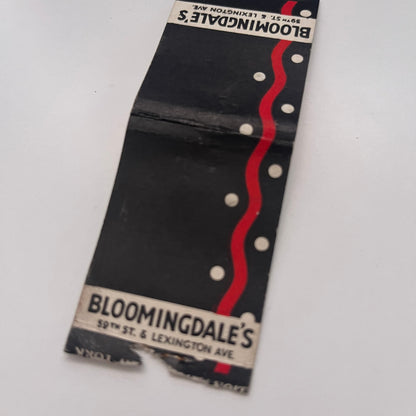 BLOOMINGDALE'S
59TH ST. & LEXINGTON AVE.
BLOOMINGDALE'S
59TH ST. & LEXINGTON AVE.